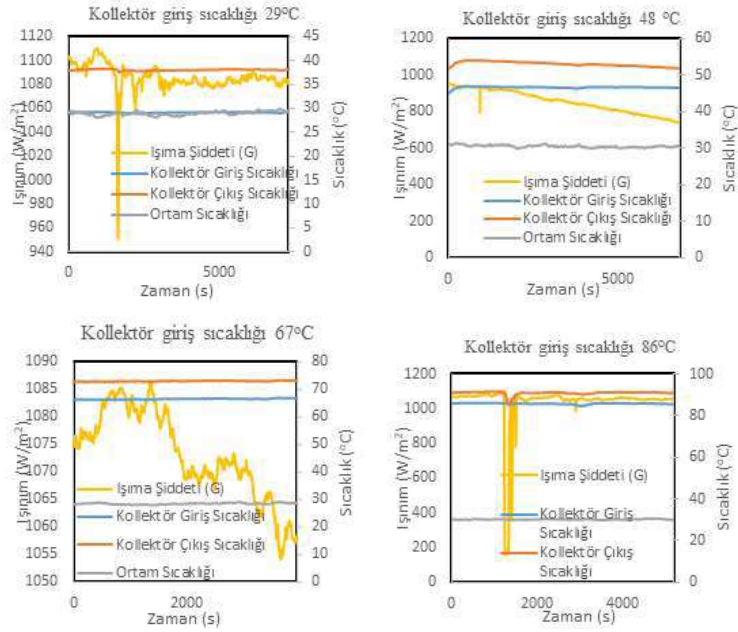 Kollektör giriş sıcaklığı 29°C
1120
1100
1080
1060
1040
1020
1000
980
960
940
Işınım (W/m²)
45
40
35
30
25
20
15
10
5
0
Sıcaklık (°C)
Işıma Şiddeti (G)
Kollektör Giriş Sıcaklığı
Kollektör Çıkış Sıcaklığı
Ortam Sıcaklığı
0
5000
Zaman (s)
Kollektör giriş sıcaklığı 48 °C
1200
1000
800
600
400
200
0
Işınım (W/m²)
60
50
40
30
20
10
0
Sıcaklık (°C)
Işıma Şiddeti (G)
Kollektör Giriş Sıcaklığı
Kollektör Çıkış Sıcaklığı
Ortam Sıcaklığı
0
5000
Zaman (s)
Kollektör giriş sıcaklığı 67°C
1090
1085
1080
1075
1070
1065
1060
1055
1050
Işınım (W/m²)
80
70
60
50
40
30
20
10
0
Sıcaklık (°C)
Işıma Şiddeti (G)
Kollektör Giriş Sıcaklığı
Kollektör Çıkış Sıcaklığı
Ortam Sıcaklığı
0
2000
Zaman (s)
Kollektör giriş sıcaklığı 86°C
1200
1000
800
600
400
200
0
Işınım (W/m²)
100
80
60
40
20
0
Sıcaklık (°C)
Işıma Şiddeti (G)
Kollektör Giriş
Sıcaklığı
Kollektör Çıkış
Sıcaklığı
0
2000
4000
Zaman (s)